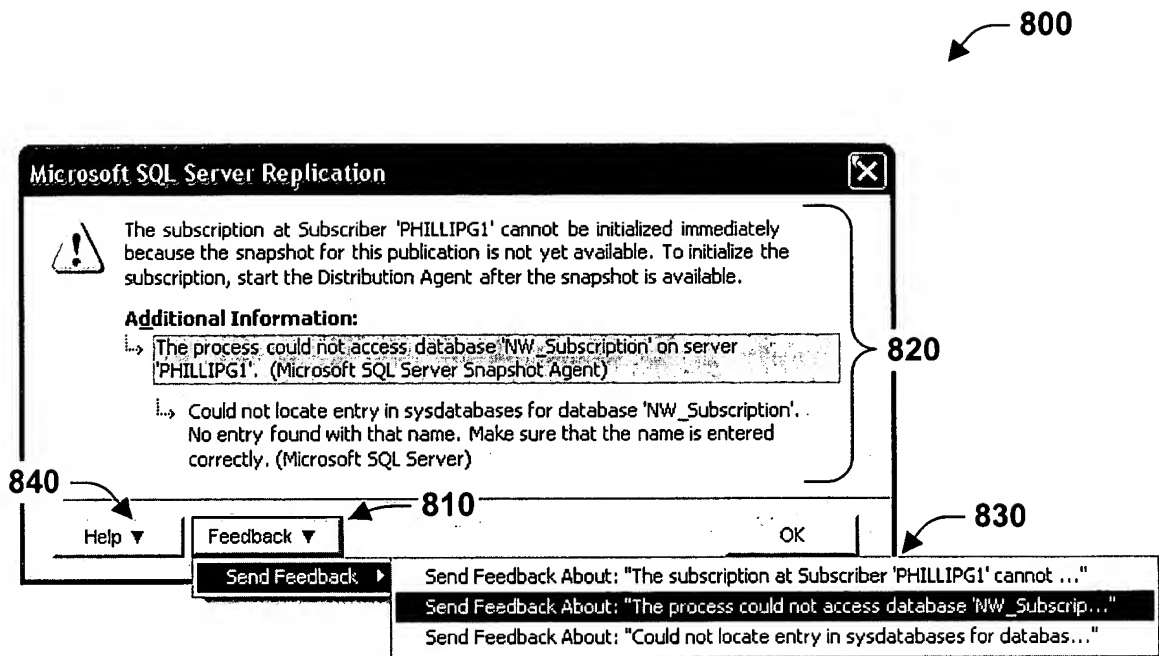 800
Microsoft SQL Server Replication
The subscription at Subscriber 'PHILLIPG1' cannot be initialized immediately
because the snapshot for this publication is not yet available. To initialize the
subscription, start the Distribution Agent after the snapshot is available.
Additional Information:
The process could not access database 'NW_Subscription' on server
'PHILLIPG1'. (Microsoft SQL Server Snapshot Agent)
820
Could not locate entry in sysdatabases for database 'NW_Subscription'.
No entry found with that name. Make sure that the name is entered
correctly. (Microsoft SQL Server)
840
810
830
Help ▼
Feedback ▼
OK
Send Feedback
Send Feedback About: "The subscription at Subscriber 'PHILLIPG1' cannot ..."
Send Feedback About: "The process could not access database 'NW_Subscrip..."
Send Feedback About: "Could not locate entry in sysdatabases for databas..."